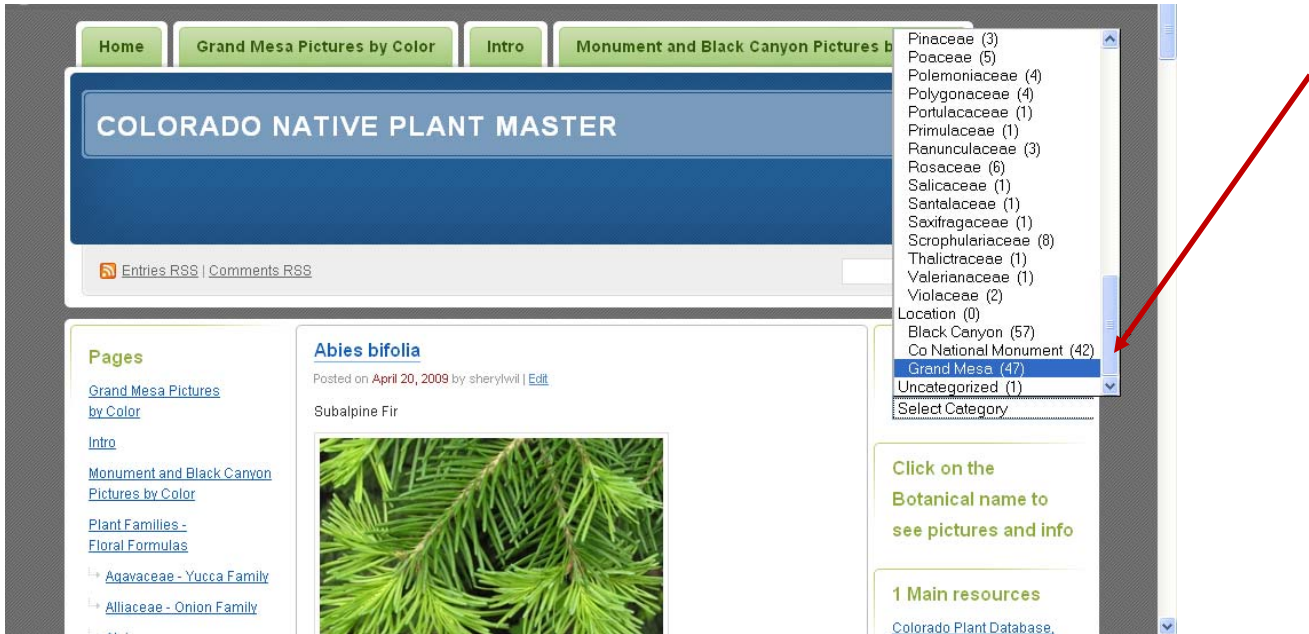 Home
Grand Mesa Pictures by Color
Intro
Monument and Black Canyon Pictures b
COLORADO NATIVE PLANT MASTER
Entries RSS | Comments RSS
Pages
Grand Mesa Pictures
by Color
Intro
Monument and Black Canyon
Pictures by Color
Plant Families -
Floral Formulas
Agavaceae - Yucca Family
Alliaceae - Onion Family
Abies bifolia
Posted on April 20, 2009 by sherylwil | Edit
Subalpine Fir
Pinaceae (3)
Poaceae (5)
Polemoniaceae (4)
Polygonaceae (4)
Portulacaceae (1)
Primulaceae (1)
Ranunculaceae (3)
Rosaceae (6)
Salicaceae (1)
Santalaceae (1)
Saxifragaceae (1)
Scrophulariaceae (8)
Thalictraceae (1)
Valerianaceae (1)
Violaceae (2)
Location (0)
Black Canyon (57)
Co National Monument (42)
Grand Mesa (47)
Uncategorized (1)
Select Category
Click on the
Botanical name to
see pictures and info
1 Main resources
Colorado Plant Database,